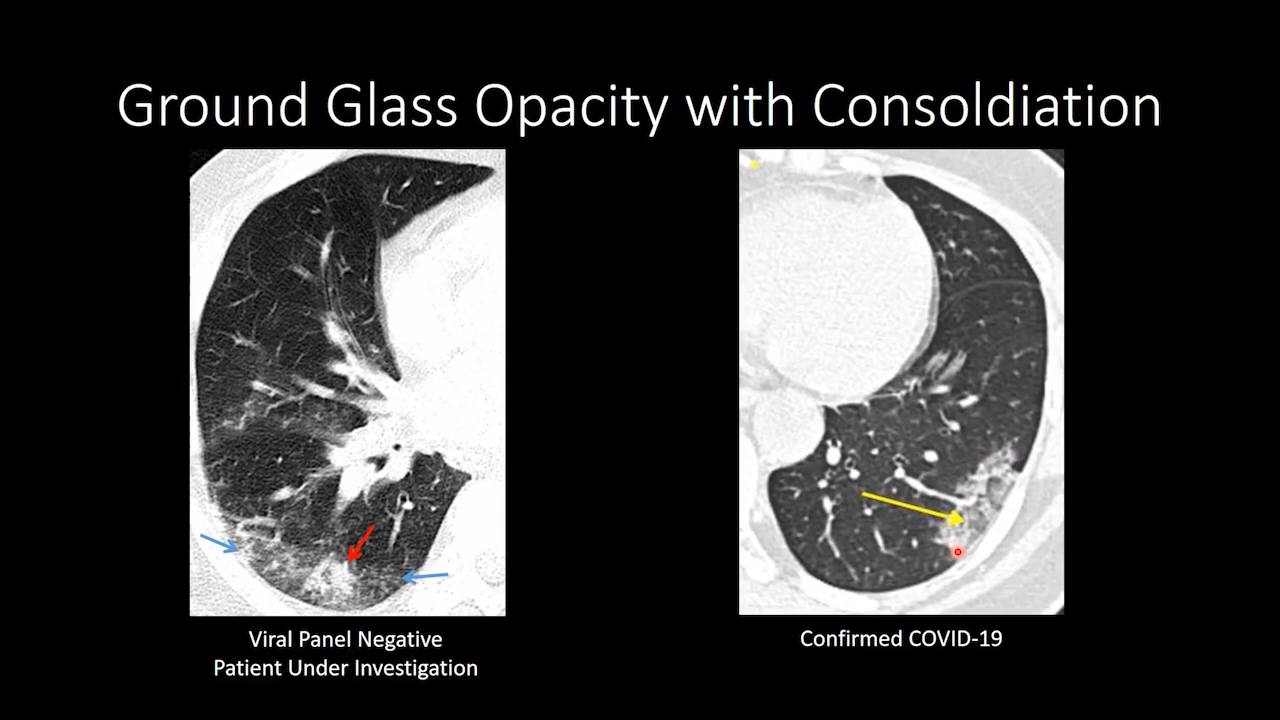 Ground Glass Opacity with Consoldiation
Viral Panel Negative
Patient Under Investigation
Confirmed COVID-19